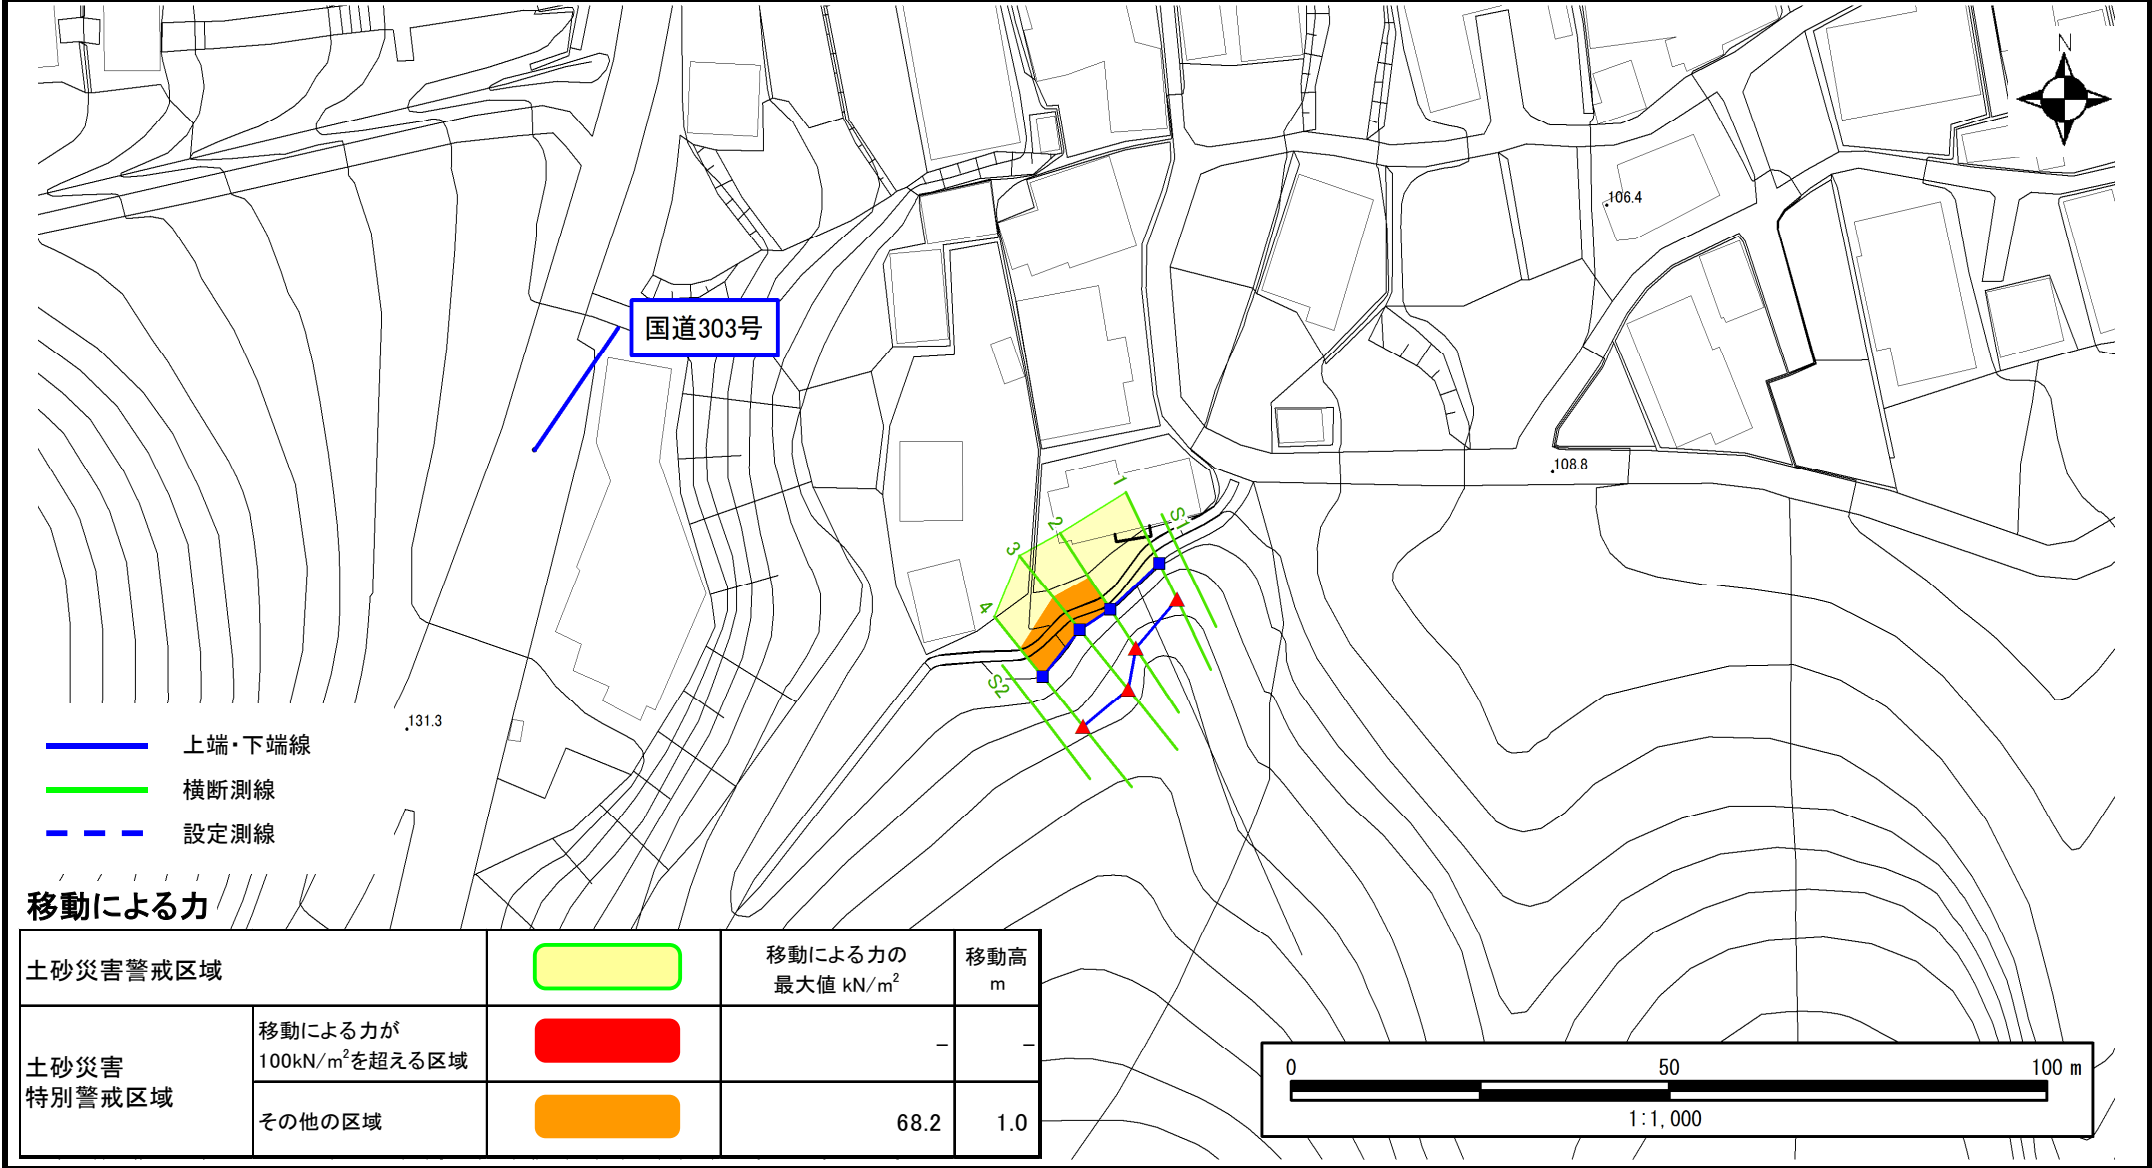 N
106.4
国道303号
108.8
1
S1
2
3
4
S2
131.3
上端・下端線
横断測線
設定測線
移動による力
土砂災害警戒区域
移動による力の
最大値 kN/m²
移動高
m
土砂災害
特別警戒区域
移動による力が
100kN/m²を超える区域
－
－
その他の区域
68.2
1.0
0 50 100 m
1:1,000